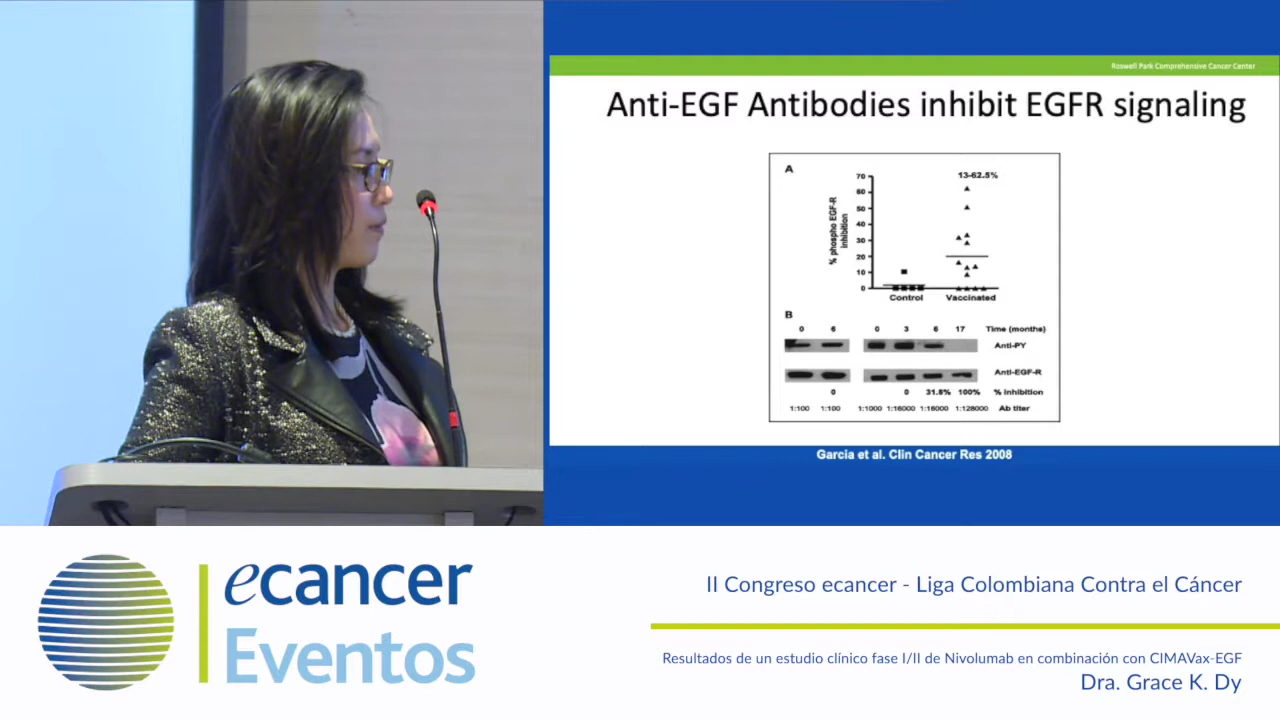 Roswell Park Comprehensive Cancer Center
Anti-EGF Antibodies inhibit EGFR signaling
A
13-62.5%
70
60
50
40
30
20
10
0
% phospho EGF-R
inhibition
Control Vaccinated
B
0 6 0 3 6 17 Time (months)
Anti-PY
Anti-EGF-R
0 0 31.8% 100% % Inhibition
1:100 1:100 1:1000 1:16000 1:16000 1:128000 Ab titer
Garcia et al. Clin Cancer Res 2008
ecancer
Eventos
II Congreso ecancer - Liga Colombiana Contra el Cáncer
Resultados de un estudio clínico fase I/II de Nivolumab en combinación con CIMAVax-EGF
Dra. Grace K. Dy